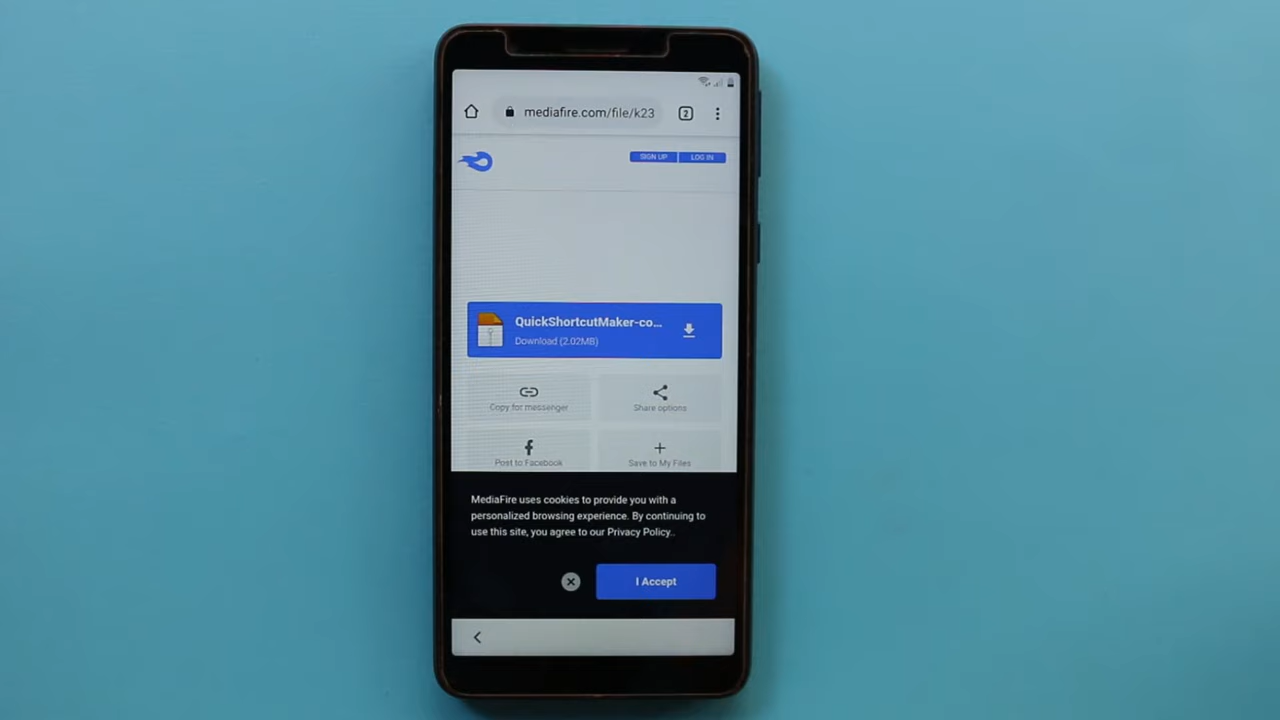 mediafire.com/file/k23
2
SIGN UP
LOG IN
QuickShortcutMaker-co...
Download (2.02MB)
Copy for messenger
Share options
Post to Facebook
Save to My Files
MediaFire uses cookies to provide you with a
personalized browsing experience. By continuing to
use this site, you agree to our Privacy Policy..
I Accept